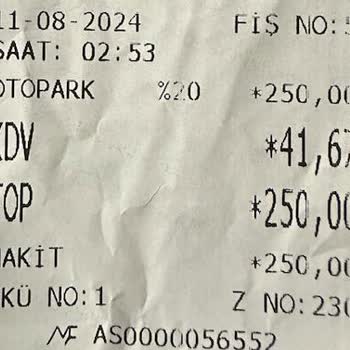 11-08-2024 FİŞ NO:
SAAT: 02:53
OTOPARK %20 *250,00
KDV *41,67
TOP *250,00
NAKİT *250,00
EKÜ NO:1 Z NO:230
MF AS0000056552